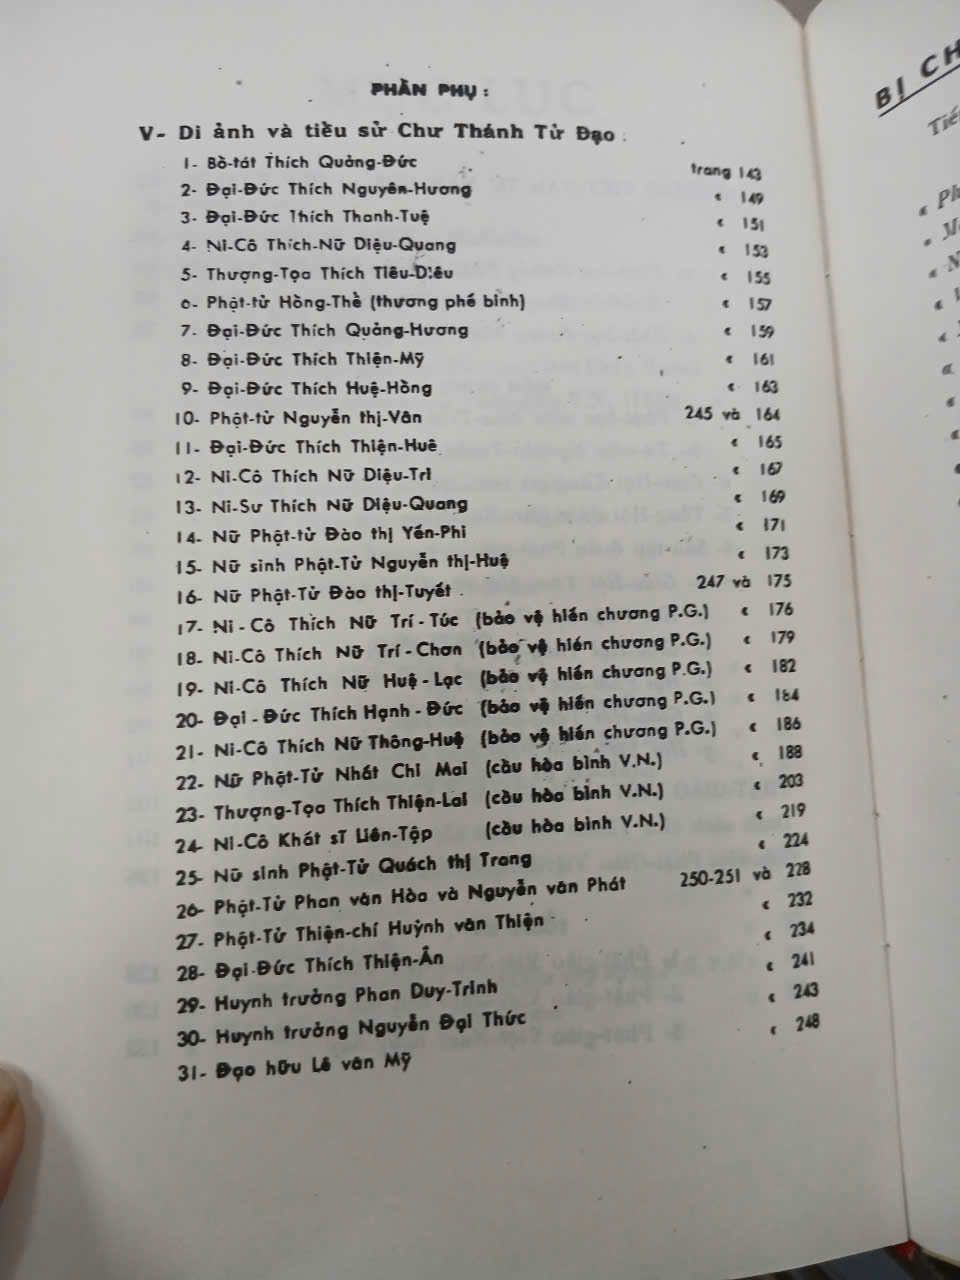 PHẦN PHỤ :
V- Di ảnh và tiểu sử Chư Thánh Tử Đạo :
1- Bồ-tát Thích Quảng-Đức trang 143
2- Đại-Đức Thích Nguyên-Hương « 149
3- Đại-Đức Thích Thanh-Tuệ « 151
4- Ni-Cô Thích-Nữ Diệu-Quang « 153
5- Thượng-Tọa Thích Tiêu-Diêu « 155
6- Phật-tử Hồng-Thể (thương phế binh) « 157
7- Đại-Đức Thích Quảng-Hương « 159
8- Đại-Đức Thích Thiện-Mỹ « 161
9- Đại-Đức Thích Huệ-Hồng « 163
10- Phật-tử Nguyễn thị-Vân 245 và 164
11- Đại-Đức Thích Thiện-Huê « 165
12- Ni-Cô Thích Nữ Diệu-Tri « 167
13- Ni-Sư Thích Nữ Diệu-Quang « 169
14- Nữ Phật-tử Đào thị Yến-Phi « 171
15- Nữ sinh Phật-Tử Nguyễn thị-Huệ « 173
16- Nữ Phật-Tử Đào thị-Tuyết 247 và 175
17- Ni-Cô Thích Nữ Trí-Túc (bảo vệ hiến chương P.G.) « 176
18- Ni-Cô Thích Nữ Trí-Chơn (bảo vệ hiến chương P.G.) « 179
19- Ni-Cô Thích Nữ Huệ-Lạc (bảo vệ hiến chương P.G.) « 182
20- Đại-Đức Thích Hạnh-Đức (bảo vệ hiến chương P.G.) « 184
21- Ni-Cô Thích Nữ Thông-Huệ (bảo vệ hiến chương P.G.) « 186
22- Nữ Phật-Tử Nhất Chi Mai (cầu hòa bình V.N.) « 188
23- Thượng-Tọa Thích Thiện-Lai (cầu hòa bình V.N.) « 203
24- Ni-Cô Khất sĩ Liên-Tập (cầu hòa bình V.N.) « 219
25- Nữ sinh Phật-Tử Quách thị Trang « 224
26- Phật-Tử Phan văn Hòa và Nguyễn văn Phát 250-251 và 228
27- Phật-Tử Thiện-chí Huỳnh văn Thiện « 232
28- Đại-Đức Thích Thiện-Ân « 234
29- Huynh trưởng Phan Duy-Trinh « 241
30- Huynh trưởng Nguyễn Đại Thức « 243
31- Đạo hữu Lê văn Mỹ « 248
BỊ CH